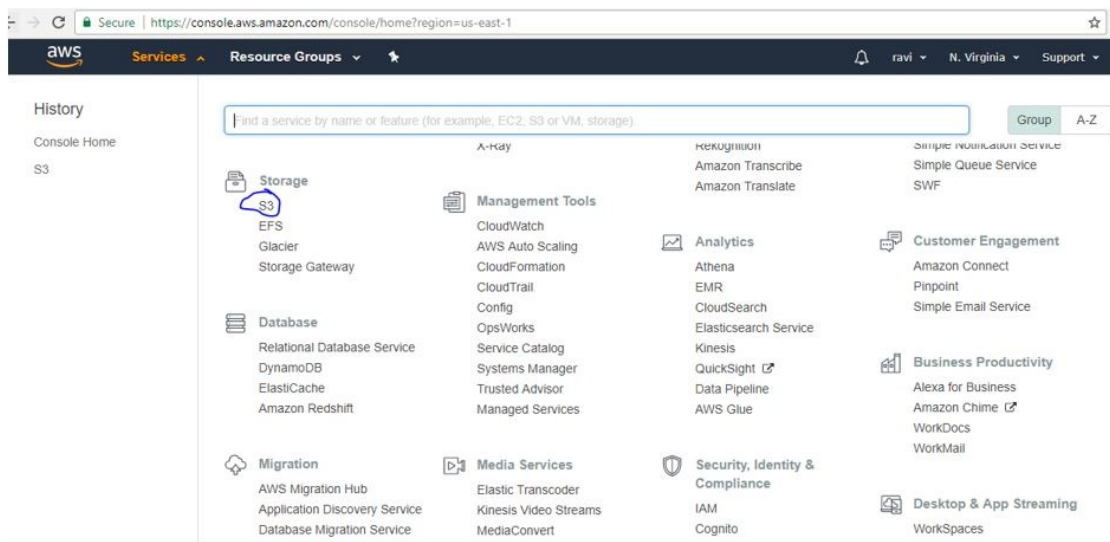 Secure | https://console.aws.amazon.com/console/home?region=us-east-1
aws Services Resource Groups ravi N. Virginia Support
History
Console Home
S3
Find a service by name or feature (for example, EC2, S3 or VM, storage).
Group A-Z
Storage
S3
EFS
Glacier
Storage Gateway
Database
Relational Database Service
DynamoDB
ElastiCache
Amazon Redshift
Migration
AWS Migration Hub
Application Discovery Service
Database Migration Service
X-Ray
Management Tools
CloudWatch
AWS Auto Scaling
CloudFormation
CloudTrail
Config
OpsWorks
Service Catalog
Systems Manager
Trusted Advisor
Managed Services
Media Services
Elastic Transcoder
Kinesis Video Streams
MediaConvert
Rekognition
Amazon Transcribe
Amazon Translate
Analytics
Athena
EMR
CloudSearch
Elasticsearch Service
Kinesis
QuickSight
Data Pipeline
AWS Glue
Security, Identity &
Compliance
IAM
Cognito
Simple Notification Service
Simple Queue Service
SWF
Customer Engagement
Amazon Connect
Pinpoint
Simple Email Service
Business Productivity
Alexa for Business
Amazon Chime
WorkDocs
WorkMail
Desktop & App Streaming
WorkSpaces